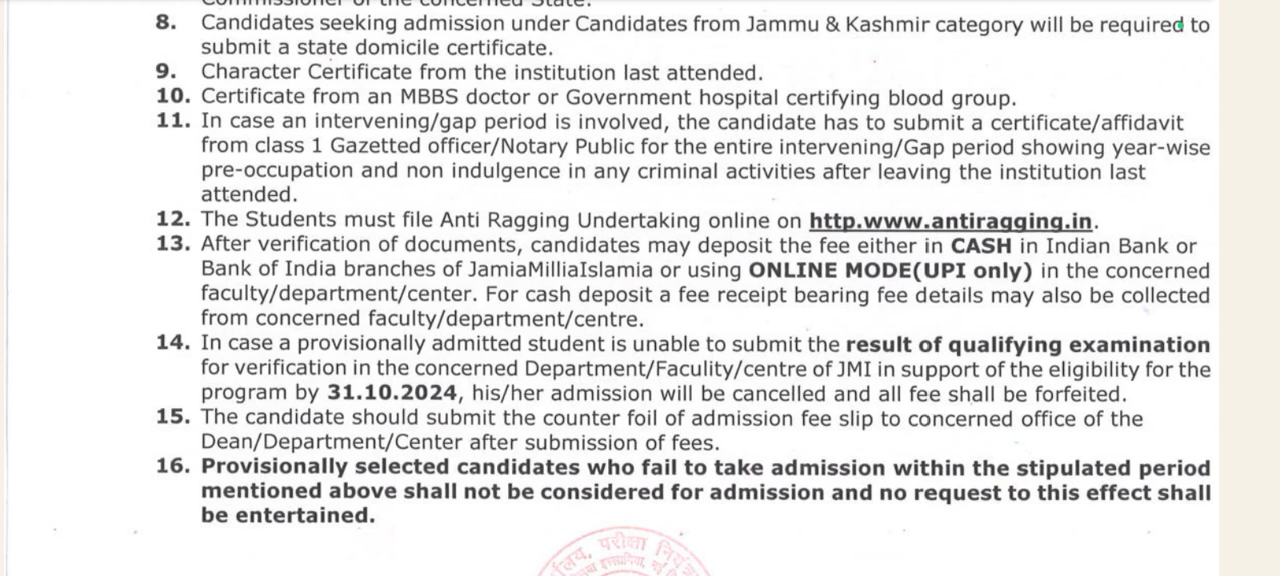 Commissioner of the concerned State.
8. Candidates seeking admission under Candidates from Jammu & Kashmir category will be required to
submit a state domicile certificate.
9. Character Certificate from the institution last attended.
10. Certificate from an MBBS doctor or Government hospital certifying blood group.
11. In case an intervening/gap period is involved, the candidate has to submit a certificate/affidavit
from class 1 Gazetted officer/Notary Public for the entire intervening/Gap period showing year-wise
pre-occupation and non indulgence in any criminal activities after leaving the institution last
attended.
12. The Students must file Anti Ragging Undertaking online on http.www.antiragging.in.
13. After verification of documents, candidates may deposit the fee either in CASH in Indian Bank or
Bank of India branches of JamiaMilliaIslamia or using ONLINE MODE(UPI only) in the concerned
faculty/department/center. For cash deposit a fee receipt bearing fee details may also be collected
from concerned faculty/department/centre.
14. In case a provisionally admitted student is unable to submit the result of qualifying examination
for verification in the concerned Department/Faculity/centre of JMI in support of the eligibility for the
program by 31.10.2024, his/her admission will be cancelled and all fee shall be forfeited.
15. The candidate should submit the counter foil of admission fee slip to concerned office of the
Dean/Department/Center after submission of fees.
16. Provisionally selected candidates who fail to take admission within the stipulated period
mentioned above shall not be considered for admission and no request to this effect shall
be entertained.
परीक्षा